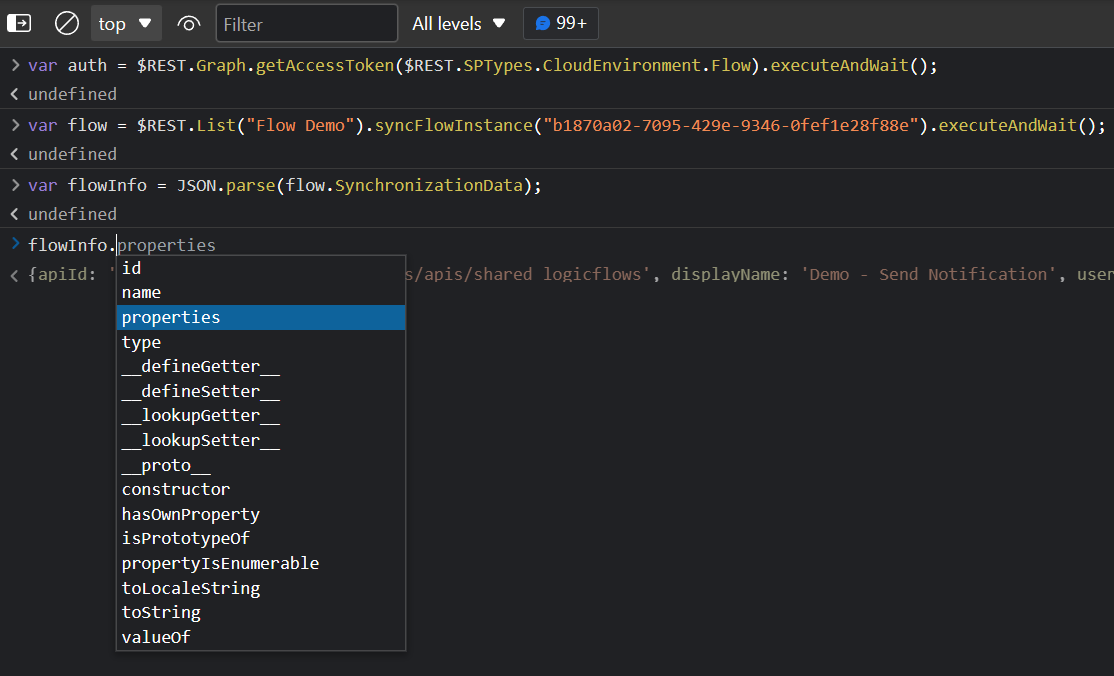 top Filter All levels 99+
> var auth = $REST.Graph.getAccessToken($REST.SPTypes.CloudEnvironment.Flow).executeAndWait();
< undefined
> var flow = $REST.List("Flow Demo").syncFlowInstance("b1870a02-7095-429e-9346-0fef1e28f88e").executeAndWait();
< undefined
> var flowInfo = JSON.parse(flow.SynchronizationData);
< undefined
> flowInfo.properties
< {apiId: ' s/apis/shared_logicflows', displayName: 'Demo - Send Notification', user
id
name
properties
type
__defineGetter__
__defineSetter__
__lookupGetter__
__lookupSetter__
__proto__
constructor
hasOwnProperty
isPrototypeOf
propertyIsEnumerable
toLocaleString
toString
valueOf